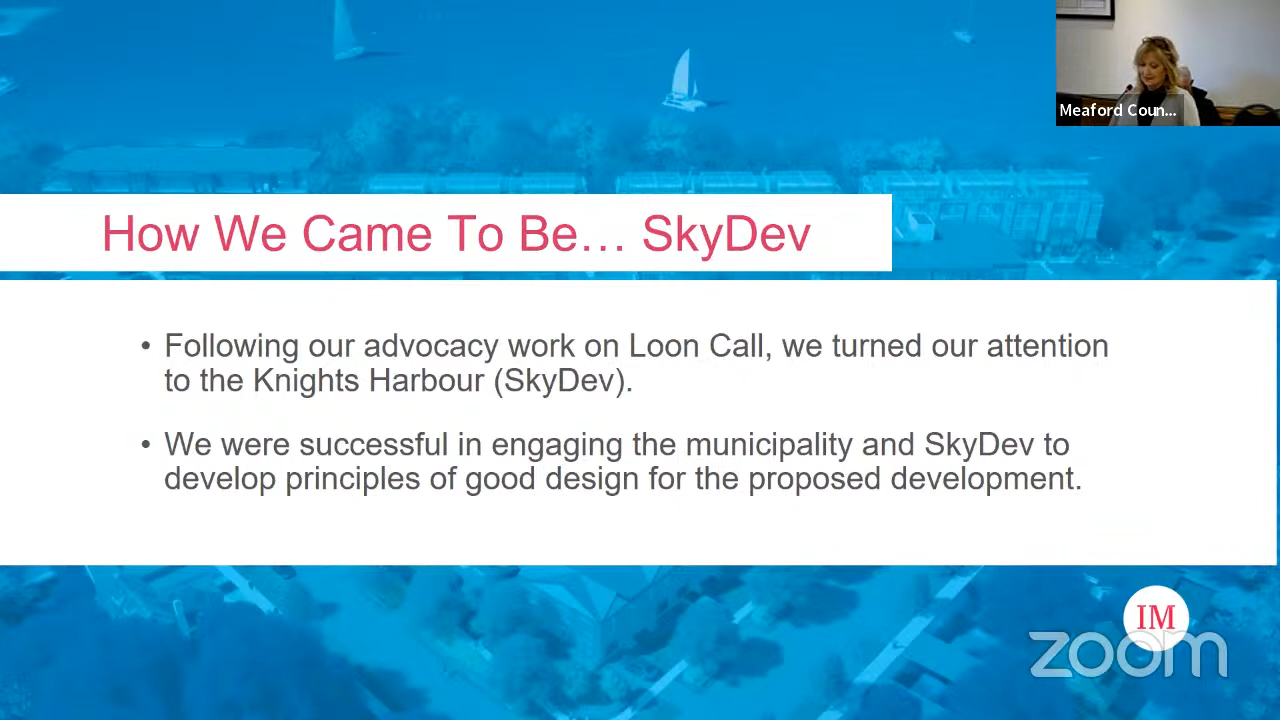 Meaford Coun...
How We Came To Be... SkyDev
• Following our advocacy work on Loon Call, we turned our attention
to the Knights Harbour (SkyDev).
• We were successful in engaging the municipality and SkyDev to
develop principles of good design for the proposed development.
IM
zoom